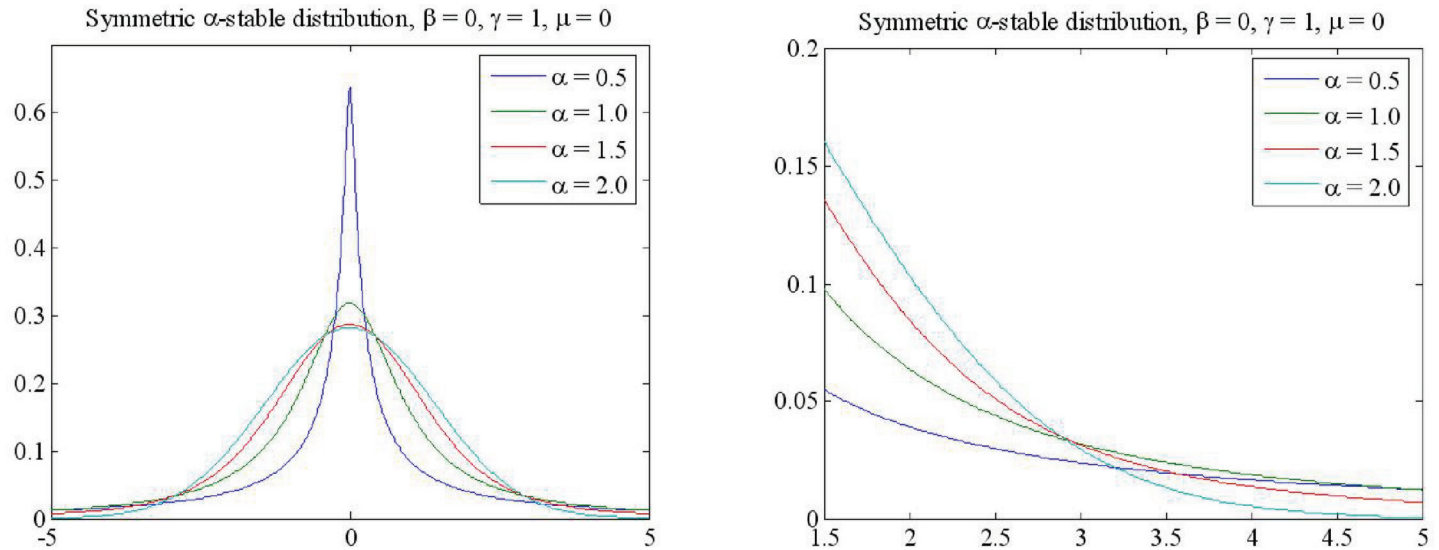 Symmetric α-stable distribution, β = 0, γ = 1, μ = 0
α = 0.5
α = 1.0
α = 1.5
α = 2.0
0.6
0.5
0.4
0.3
0.2
0.1
0
-5 0 5
Symmetric α-stable distribution, β = 0, γ = 1, μ = 0
α = 0.5
α = 1.0
α = 1.5
α = 2.0
0.2
0.15
0.1
0.05
0
1.5 2 2.5 3 3.5 4 4.5 5